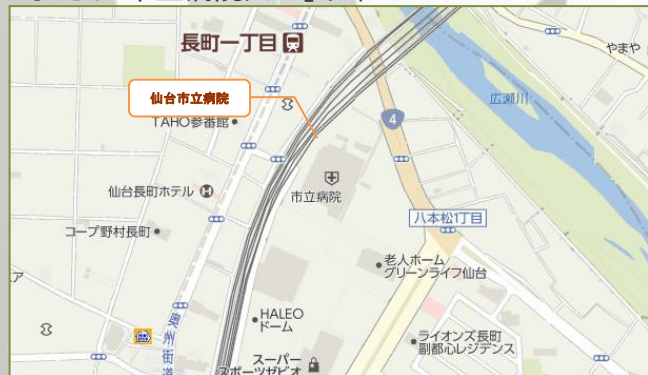 長町一丁目
やまや
仙台市立病院
広瀬川
TAHO参番館
4
仙台長町ホテル
H
市立病院
八本松1丁目
コープ野村長町
老人ホーム
グリーンライフ仙台
ア
HALEO
ドーム
奥州街道
ライオンズ長町
副都心レジデンス
スーパー
スポーツゼビオ